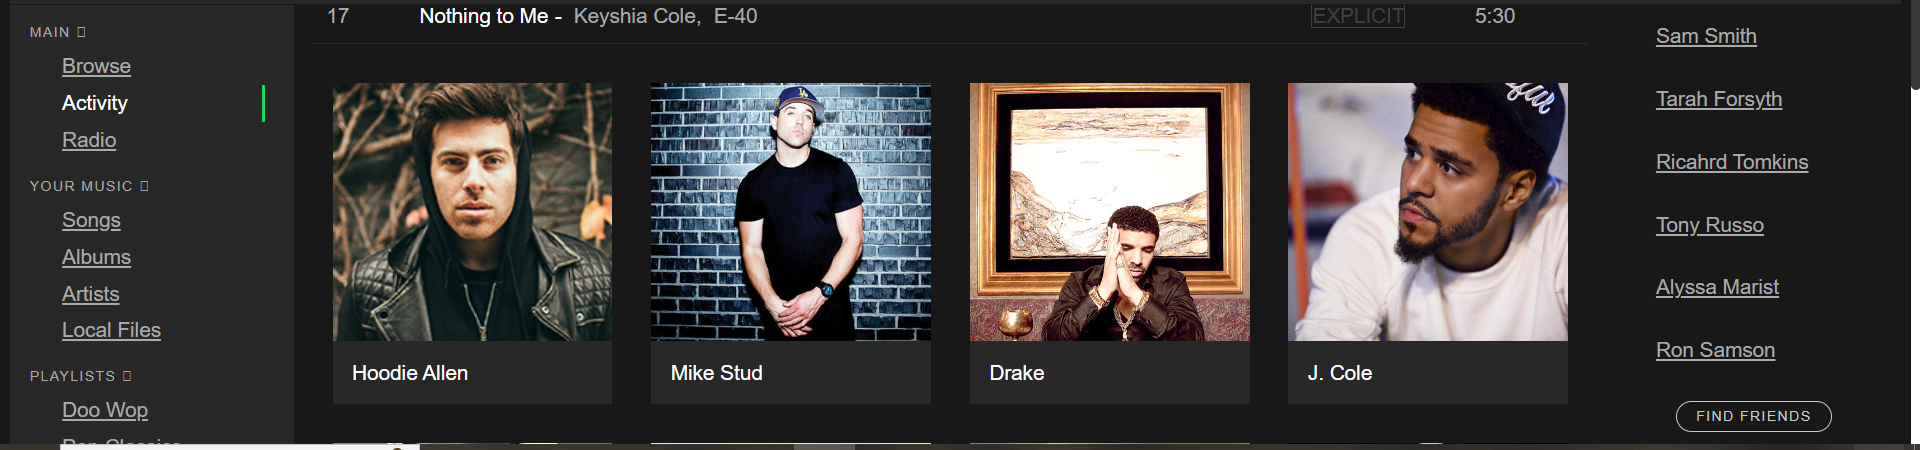 MAIN
Browse
Activity
Radio
YOUR MUSIC
Songs
Albums
Artists
Local Files
PLAYLISTS
Doo Wop
17 Nothing to Me - Keyshia Cole, E-40 EXPLICIT 5:30
Hoodie Allen
Mike Stud
Drake
J. Cole
Sam Smith
Tarah Forsyth
Ricahrd Tomkins
Tony Russo
Alyssa Marist
Ron Samson
FIND FRIENDS